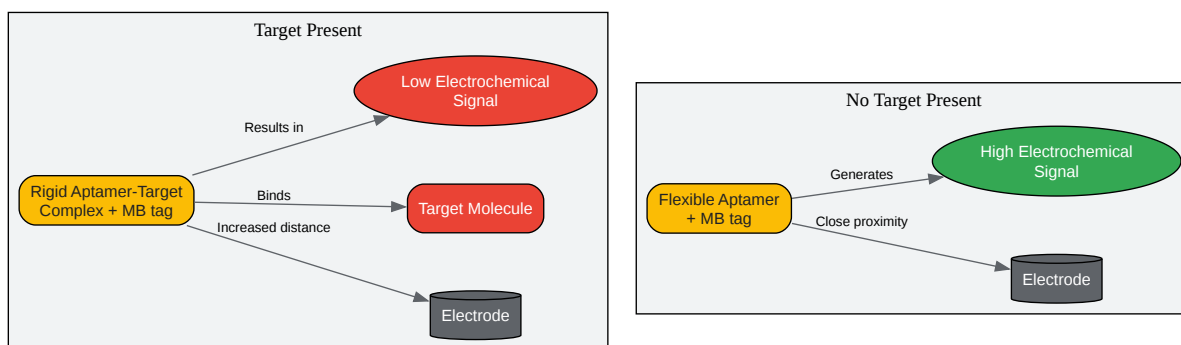 Target Present
Low Electrochemical
Signal
Results in
Rigid Aptamer-Target
Complex + MB tag
Binds
Target Molecule
Increased distance
Electrode
No Target Present
High Electrochemical
Signal
Generates
Flexible Aptamer
+ MB tag
Close proximity
Electrode